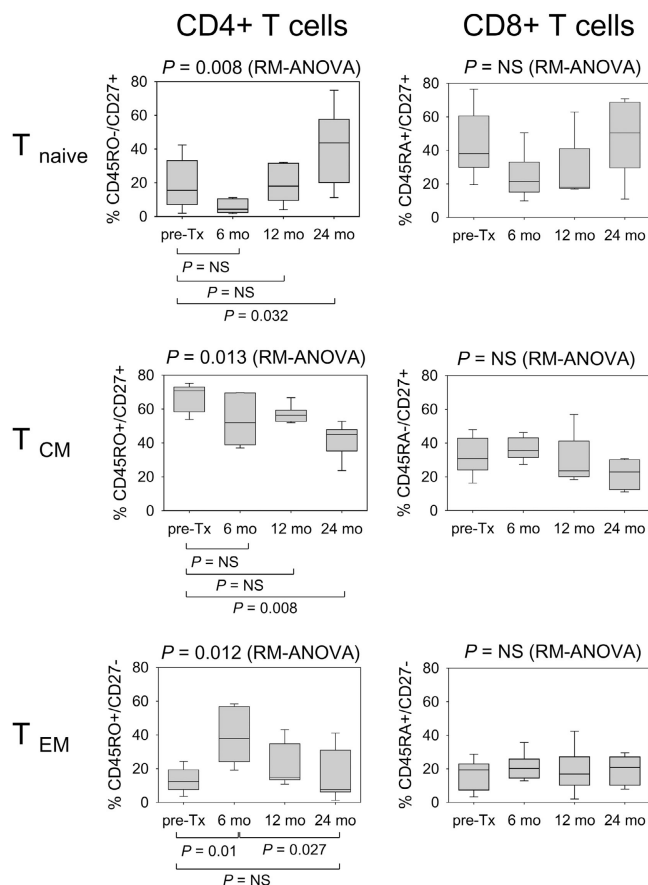 CD4+ T cells
CD8+ T cells
T naive
P = 0.008 (RM-ANOVA)
% CD45RO-/CD27+
80
60
40
20
0
pre-Tx 6 mo 12 mo 24 mo
P = NS
P = NS
P = 0.032
P = NS (RM-ANOVA)
% CD45RA+/CD27+
80
60
40
20
0
pre-Tx 6 mo 12 mo 24 mo
T CM
P = 0.013 (RM-ANOVA)
% CD45RO+/CD27+
80
60
40
20
0
pre-Tx 6 mo 12 mo 24 mo
P = NS
P = NS
P = 0.008
P = NS (RM-ANOVA)
% CD45RA-/CD27+
80
60
40
20
0
pre-Tx 6 mo 12 mo 24 mo
T EM
P = 0.012 (RM-ANOVA)
% CD45RO+/CD27-
80
60
40
20
0
pre-Tx 6 mo 12 mo 24 mo
P = 0.01 P = 0.027
P = NS
P = NS (RM-ANOVA)
% CD45RA+/CD27-
80
60
40
20
0
pre-Tx 6 mo 12 mo 24 mo